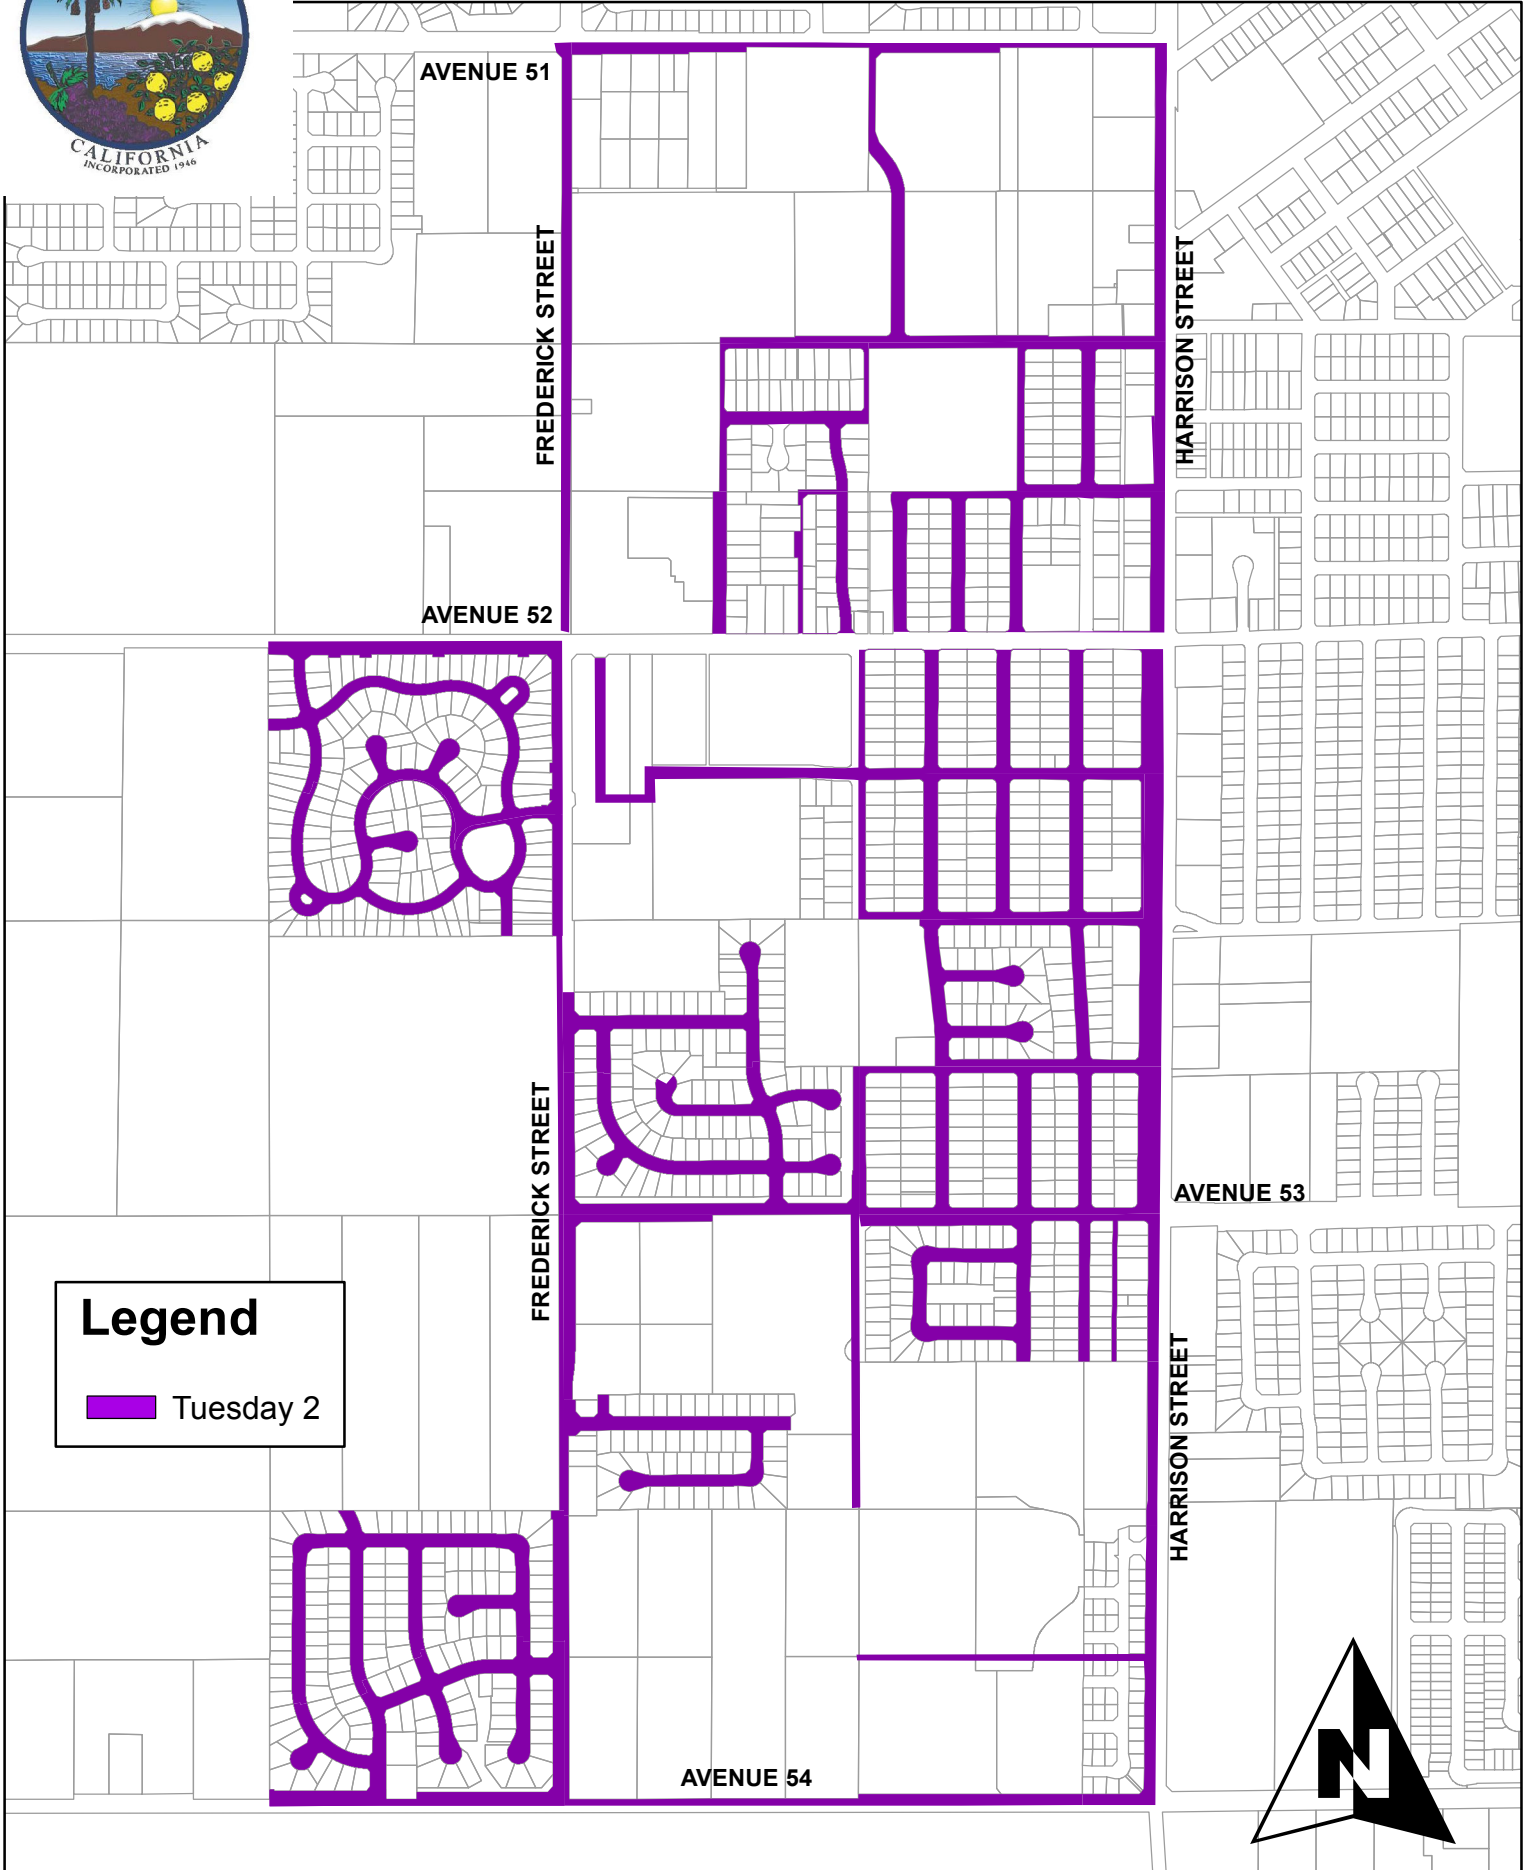 CALIFORNIA
INCORPORATED 1946
AVENUE 51
FREDERICK STREET
HARRISON STREET
AVENUE 52
FREDERICK STREET
AVENUE 53
HARRISON STREET
Legend
Tuesday 2
AVENUE 54
N